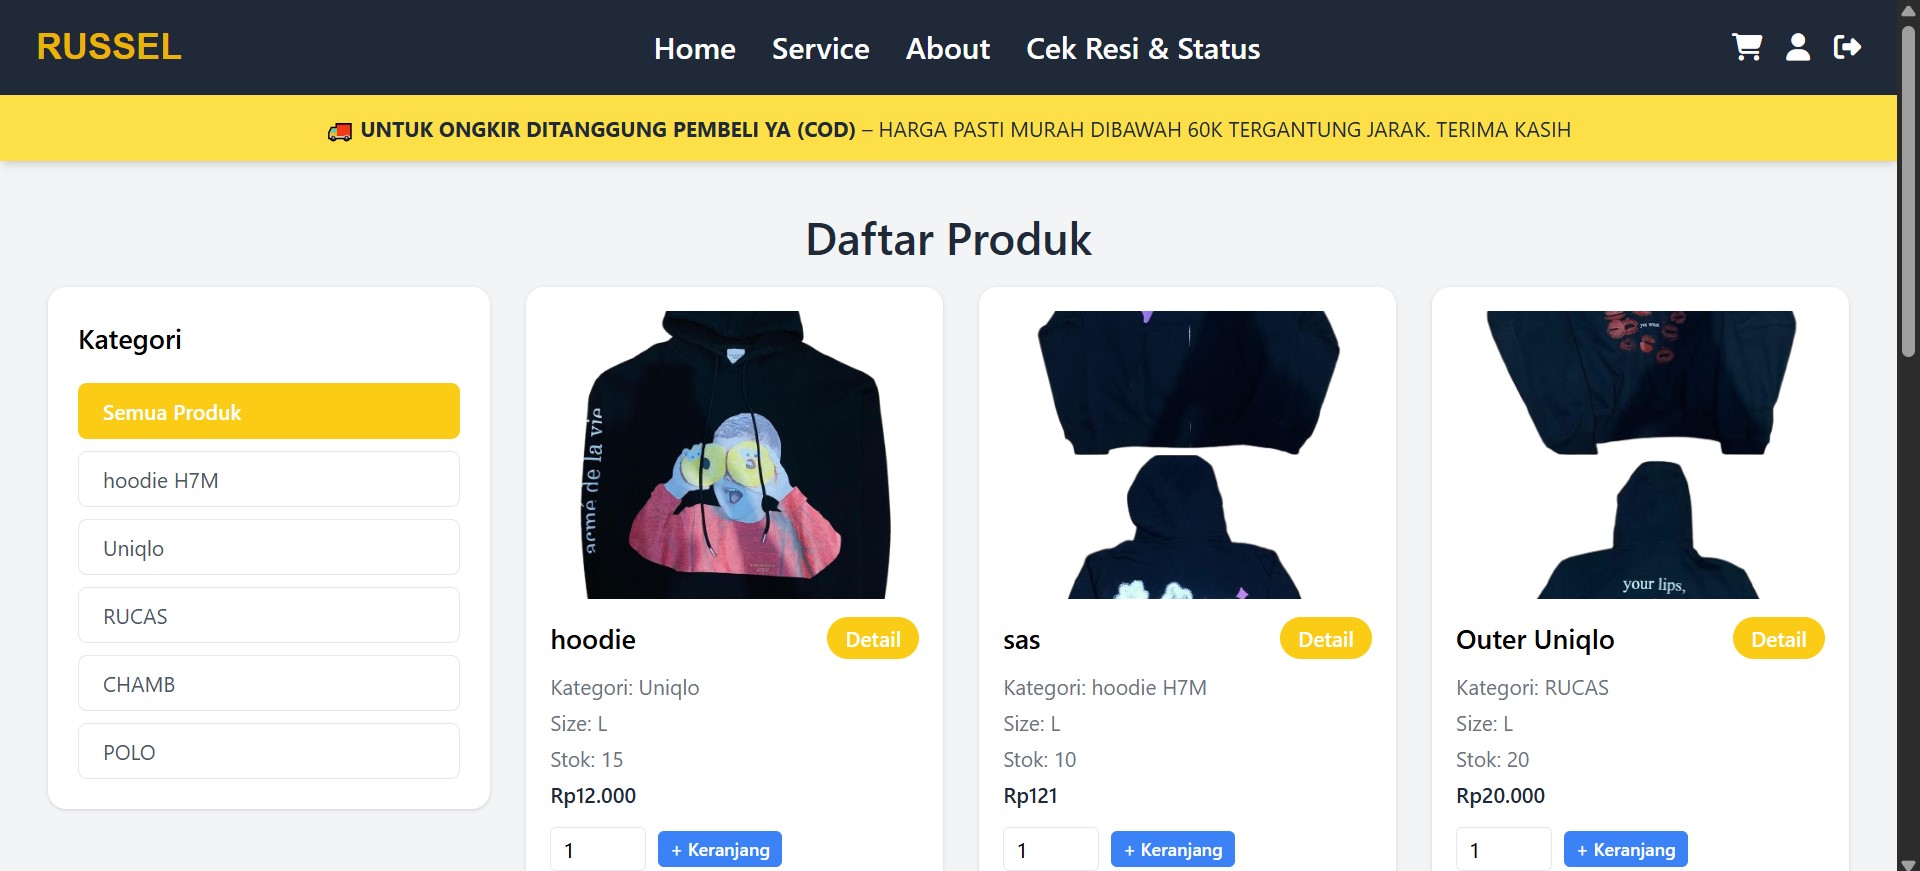 RUSSEL
Home Service About Cek Resi & Status
UNTUK ONGKIR DITANGGUNG PEMBELI YA (COD) – HARGA PASTI MURAH DIBAWAH 60K TERGANTUNG JARAK. TERIMA KASIH
Daftar Produk
Kategori
Semua Produk
hoodie H7M
Uniqlo
RUCAS
CHAMB
POLO
acmé de la vie
hoodie
Detail
Kategori: Uniqlo
Size: L
Stok: 15
Rp12.000
1
+ Keranjang
sas
Detail
Kategori: hoodie H7M
Size: L
Stok: 10
Rp121
1
+ Keranjang
your lips,
Outer Uniqlo
Detail
Kategori: RUCAS
Size: L
Stok: 20
Rp20.000
1
+ Keranjang